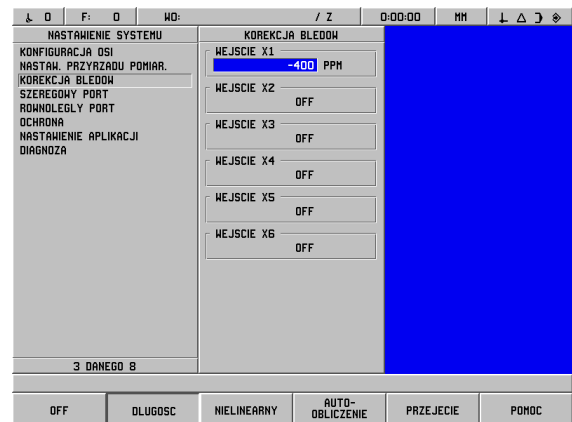 0 F: 0 WO: / Z 0:00:00 MM
NASTAWIENIE SYSTEMU
KONFIGURACJA OSI
NASTAW. PRZYRZADU POMIAR.
KOREKCJA BLEDOW
SZEREGOWY PORT
ROWNOLEGLY PORT
OCHRONA
NASTAWIENIE APLIKACJI
DIAGNOZA
3 DANEGO 8
KOREKCJA BLEDOW
WEJSCIE X1
-400 PPM
WEJSCIE X2
OFF
WEJSCIE X3
OFF
WEJSCIE X4
OFF
WEJSCIE X5
OFF
WEJSCIE X6
OFF
OFF DLUGOSC NIELINEARNY AUTO-
OBLICZENIE PRZEJECIE POMOC